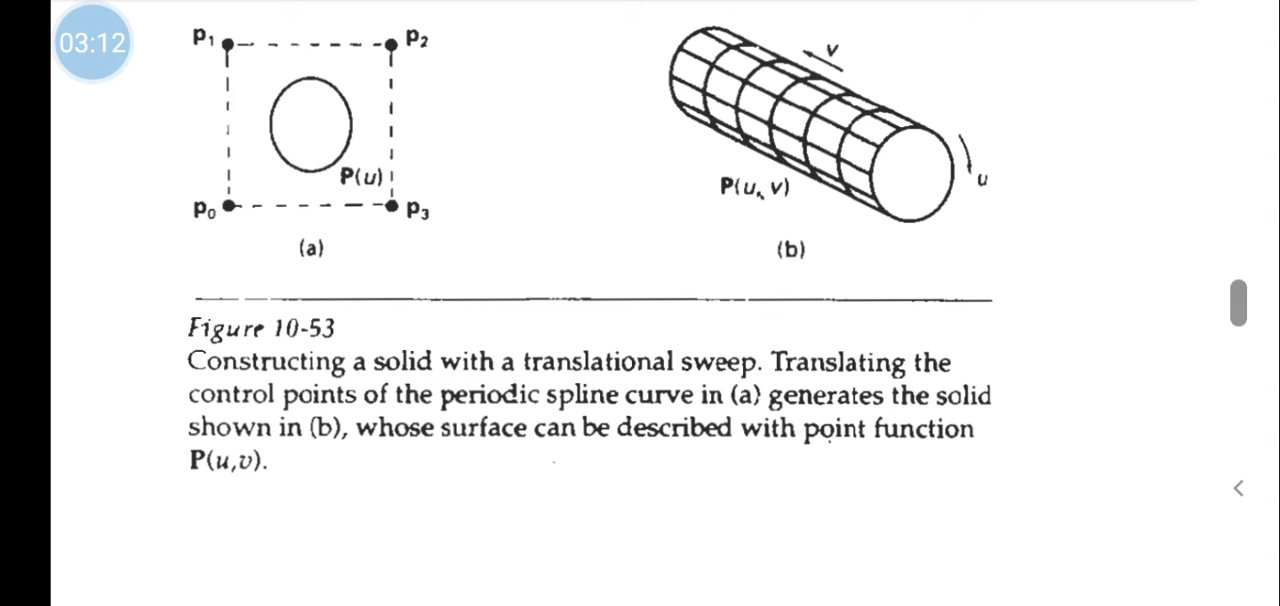 03:12
P1 P2
P(u)
P0 P3
(a)
v
u
P(u, v)
(b)
Figure 10-53
Constructing a solid with a translational sweep. Translating the
control points of the periodic spline curve in (a) generates the solid
shown in (b), whose surface can be described with point function
P(u,v).